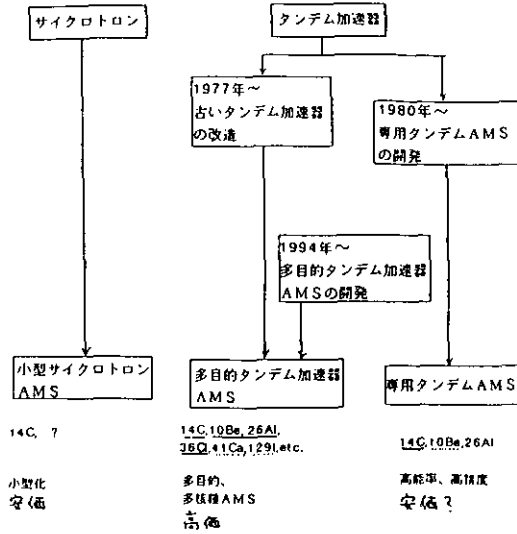 サイクロトロン
タンデム加速器
1977年～
古いタンデム加速器
の改造
1980年～
専用タンデムAMS
の開発
1994年～
多目的タンデム加速器
AMSの開発
小型サイクロトロン
AMS
多目的タンデム加速器
AMS
専用タンデムAMS
14C, ?
14C,10Be,26Al,
36Cl,41Ca,129I,etc.
14C,10Be,26Al
小型化
安価
多目的、
多核種AMS
高価
高能率、高精度
安価?